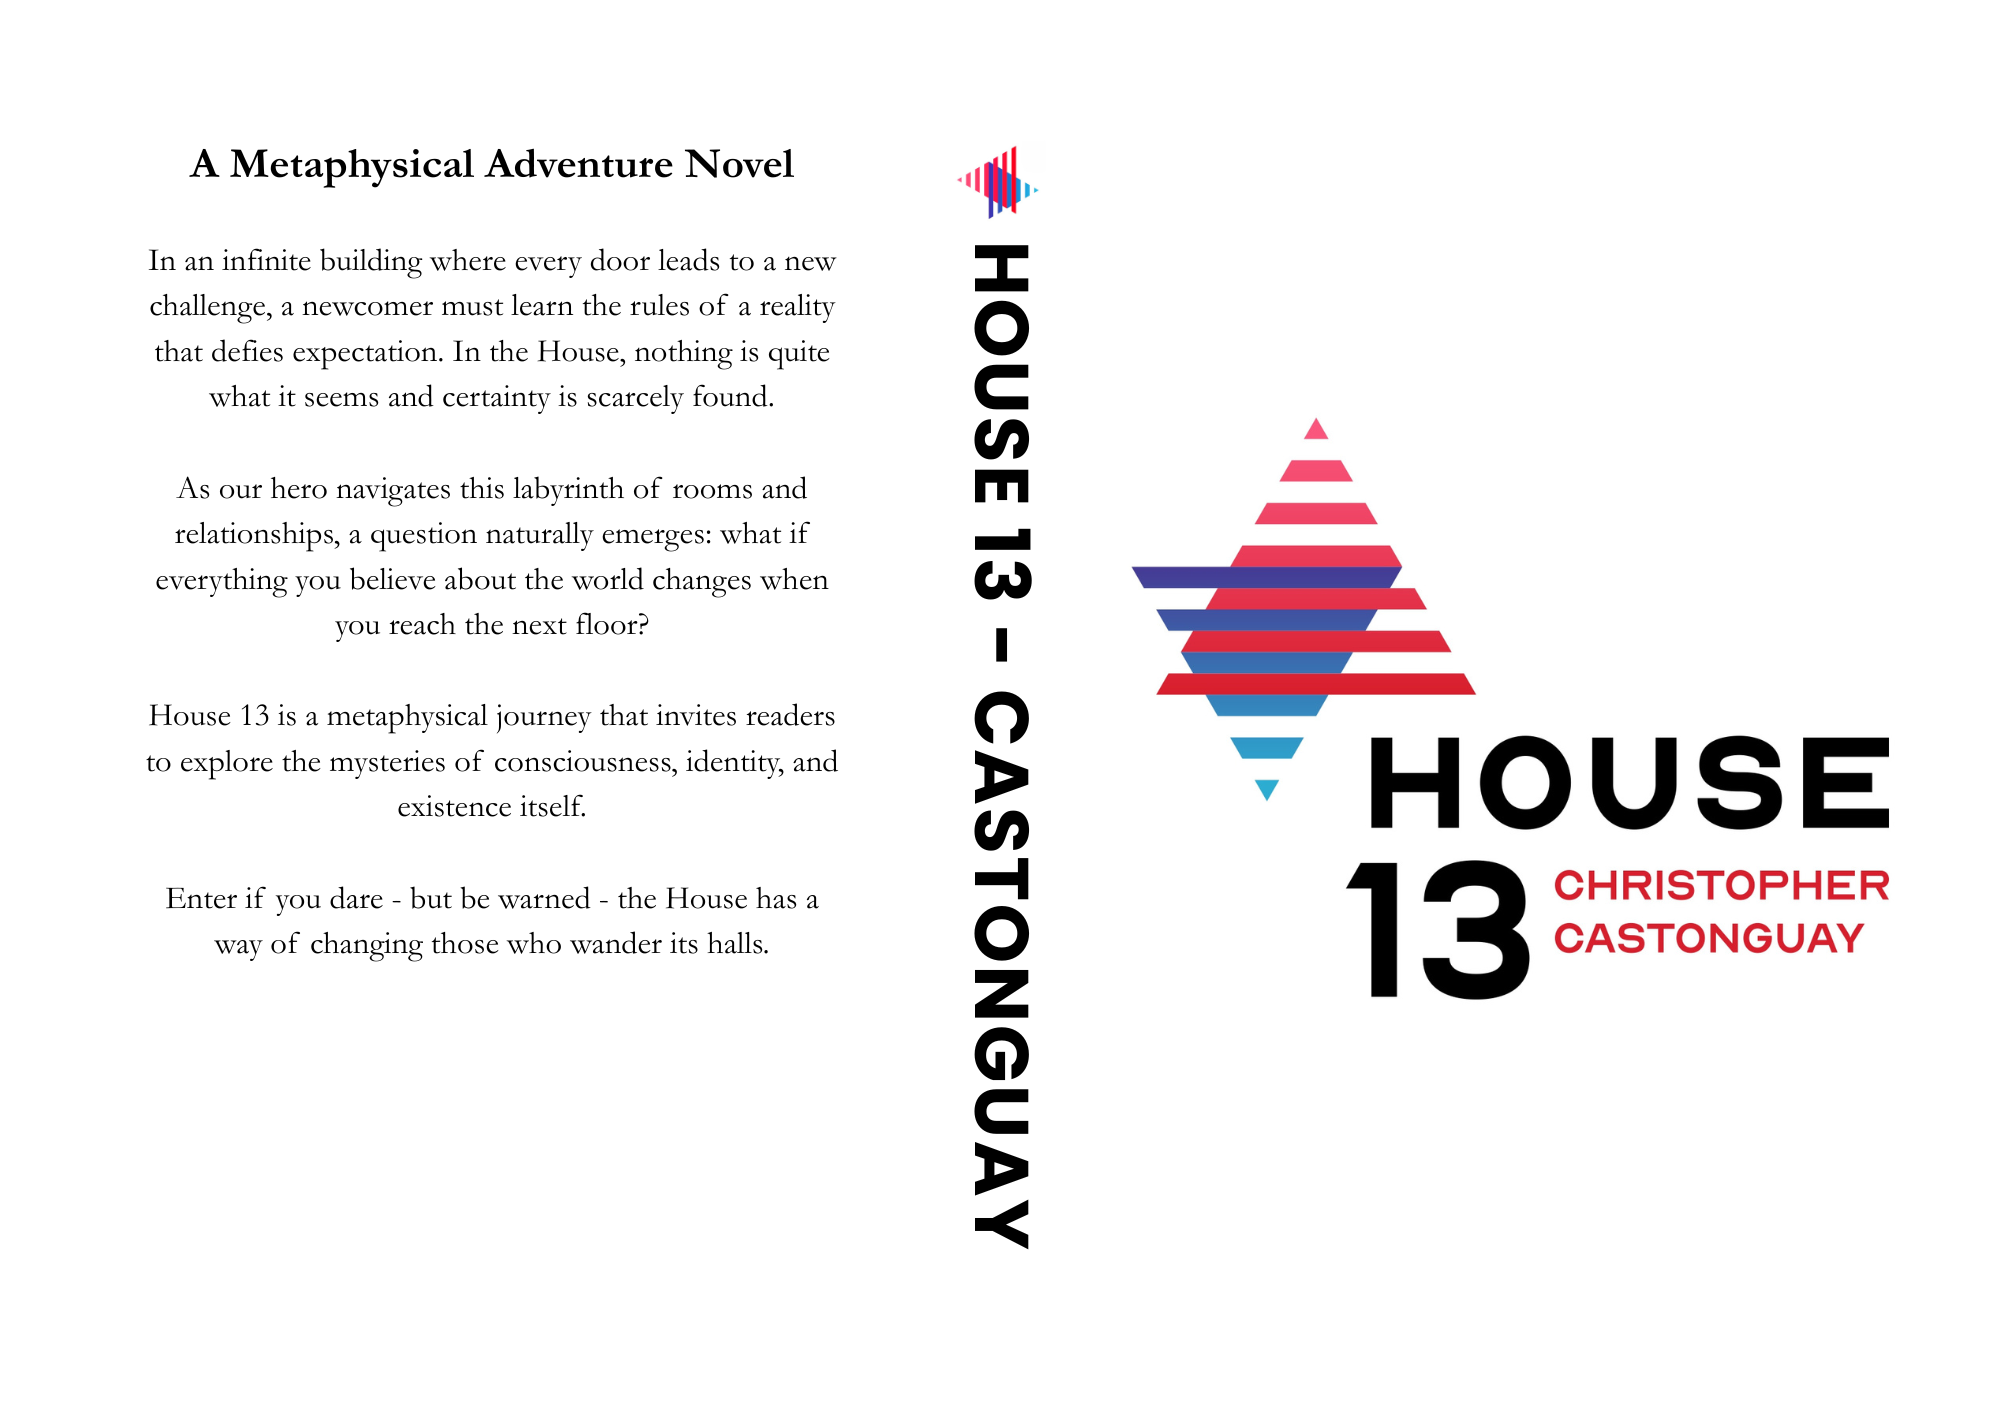 A Metaphysical Adventure Novel
In an infinite building where every door leads to a new
challenge, a newcomer must learn the rules of a reality
that defies expectation. In the House, nothing is quite
what it seems and certainty is scarcely found.
As our hero navigates this labyrinth of rooms and
relationships, a question naturally emerges: what if
everything you believe about the world changes when
you reach the next floor?
House 13 is a metaphysical journey that invites readers
to explore the mysteries of consciousness, identity, and
existence itself.
Enter if you dare - but be warned - the House has a
way of changing those who wander its halls.
HOUSE 13 - CASTONGUAY
HOUSE
13
CHRISTOPHER
CASTONGUAY